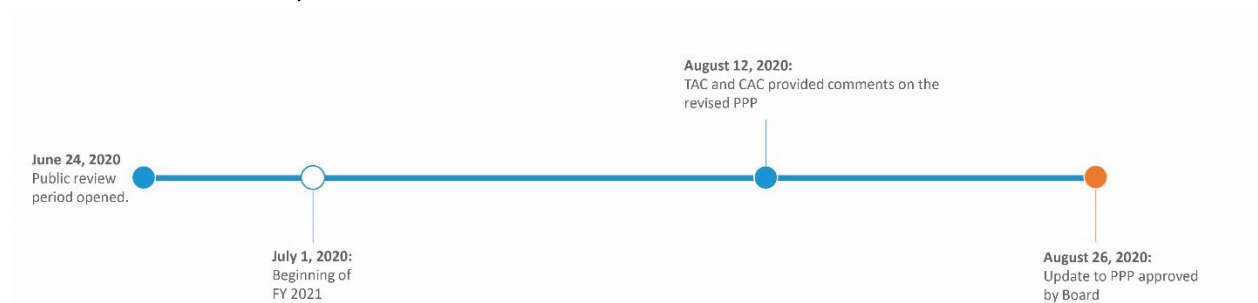 August 12, 2020:
TAC and CAC provided comments on the
revised PPP
June 24, 2020
Public review
period opened.
July 1, 2020:
Beginning of
FY 2021
August 26, 2020:
Update to PPP approved
by Board